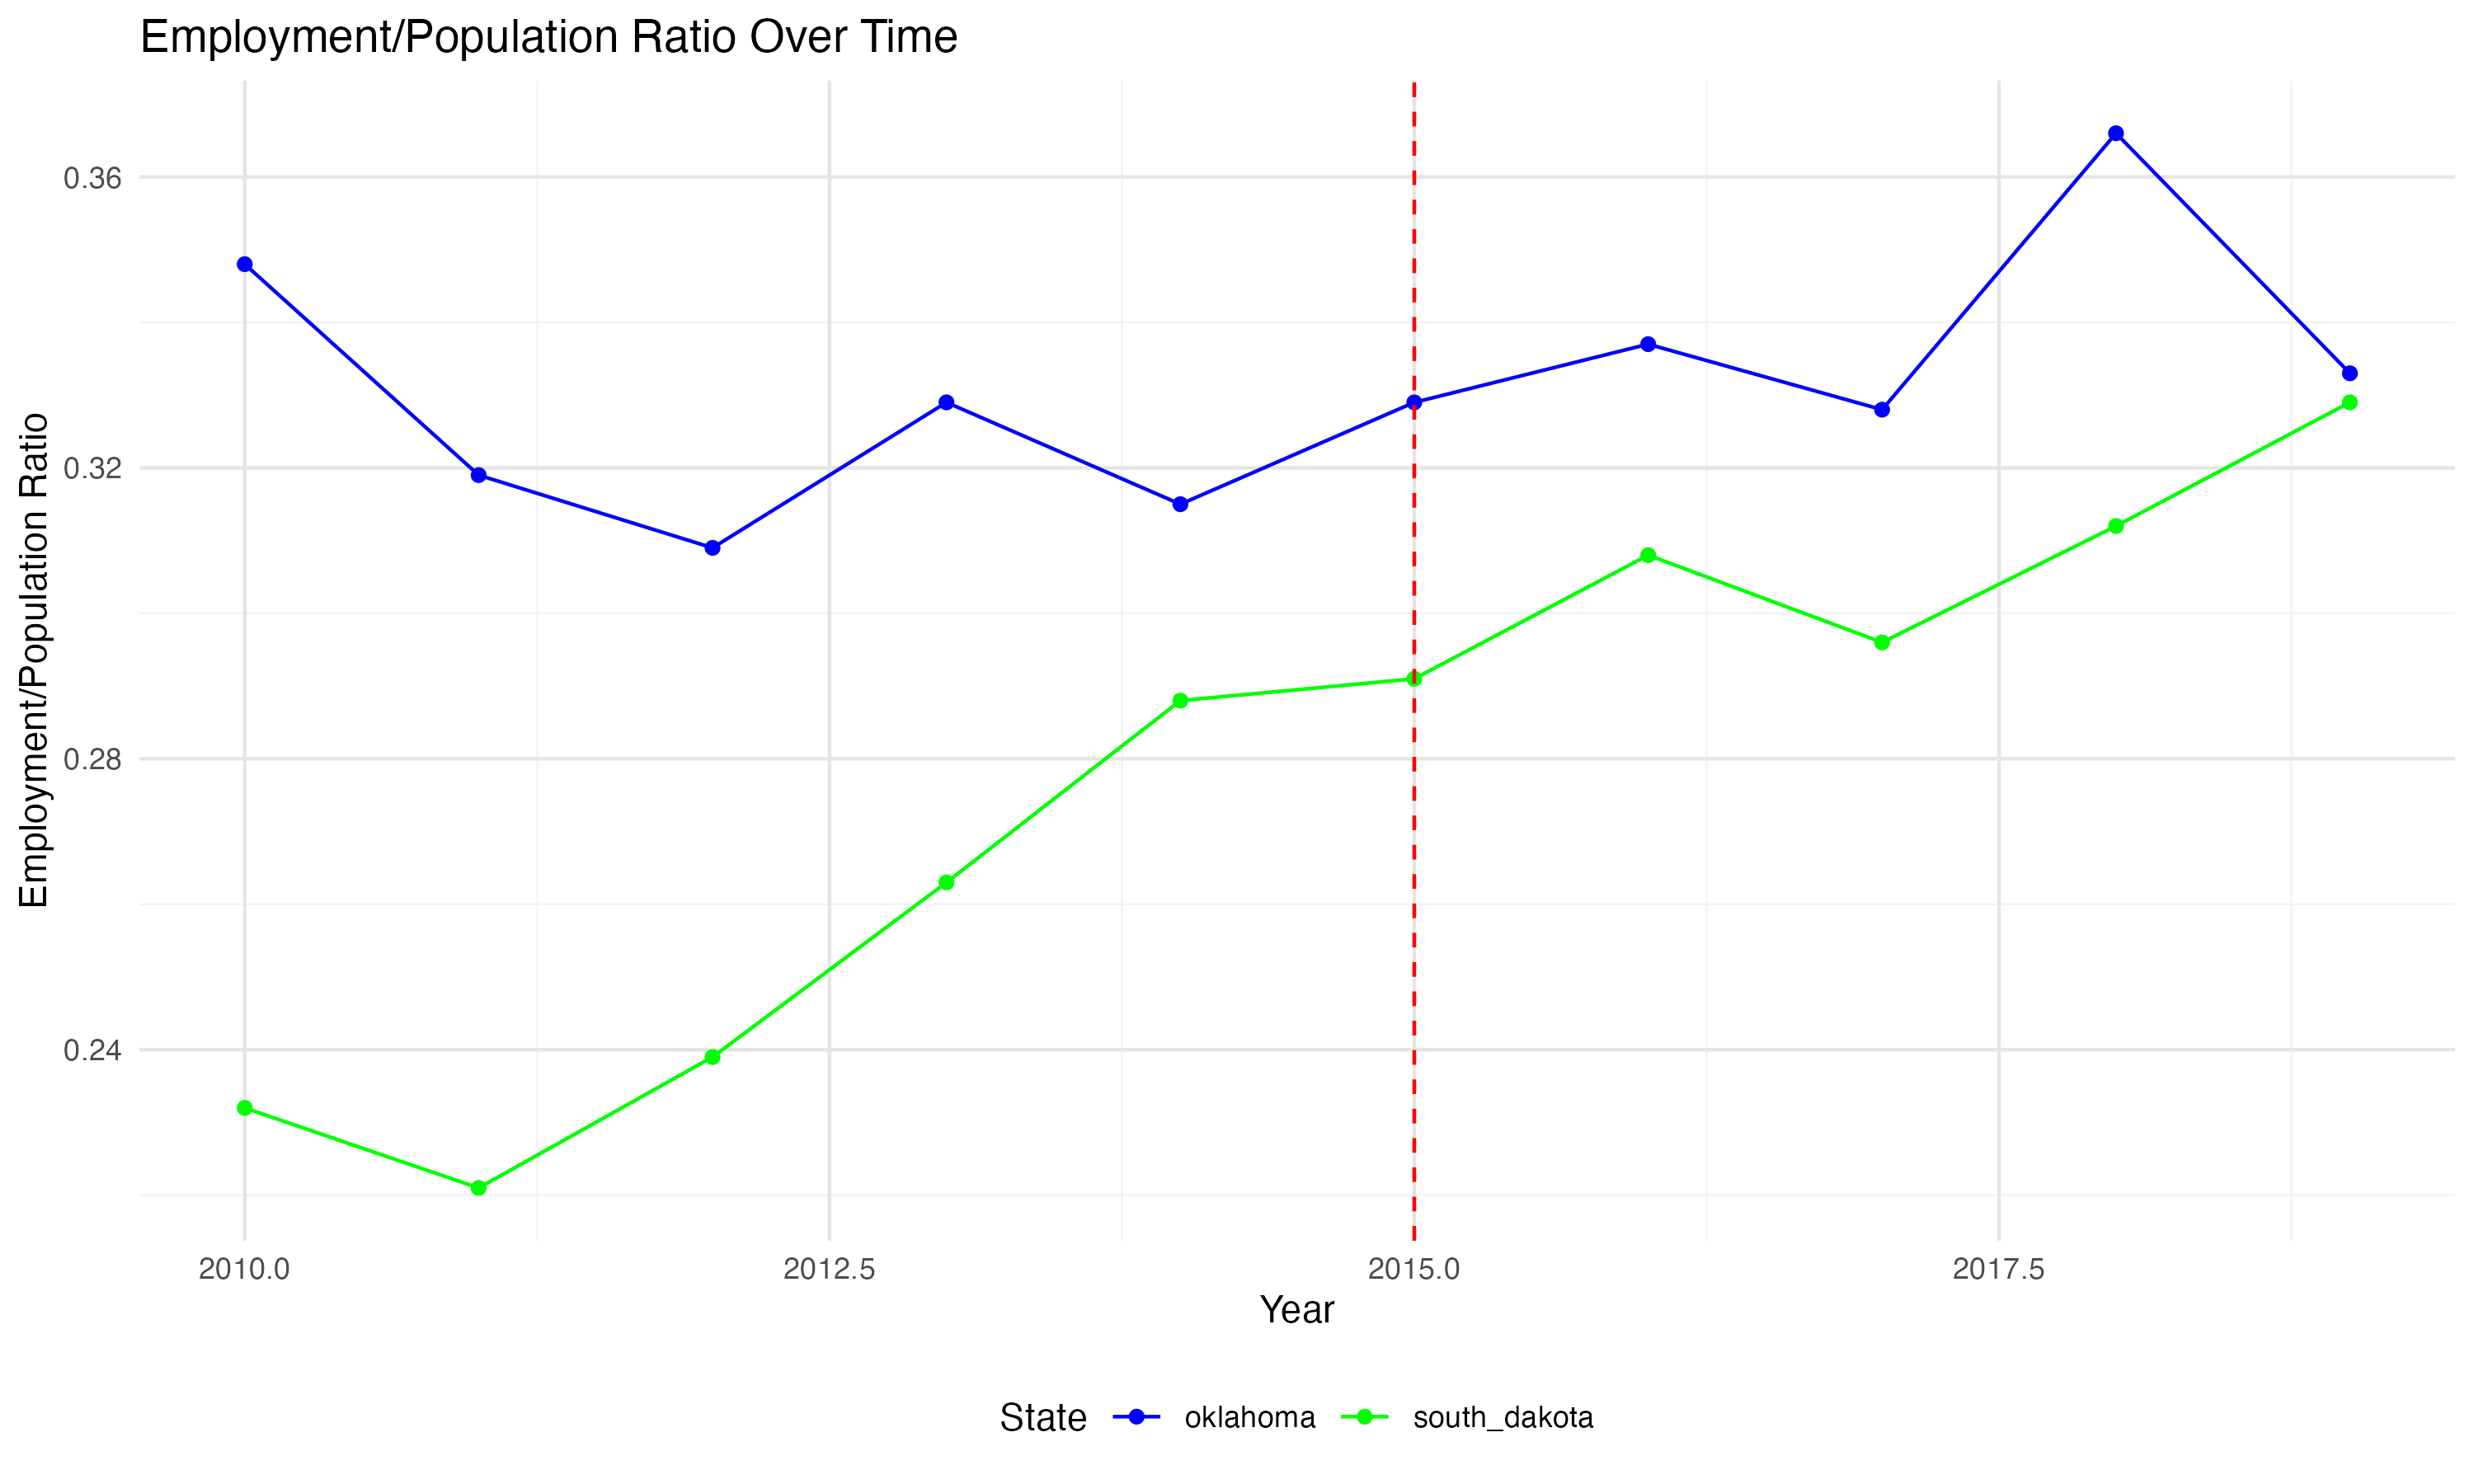 Employment/Population Ratio Over Time
Employment/Population Ratio
0.36
0.32
0.28
0.24
2010.0
2012.5
2015.0
2017.5
Year
State
oklahoma
south_dakota